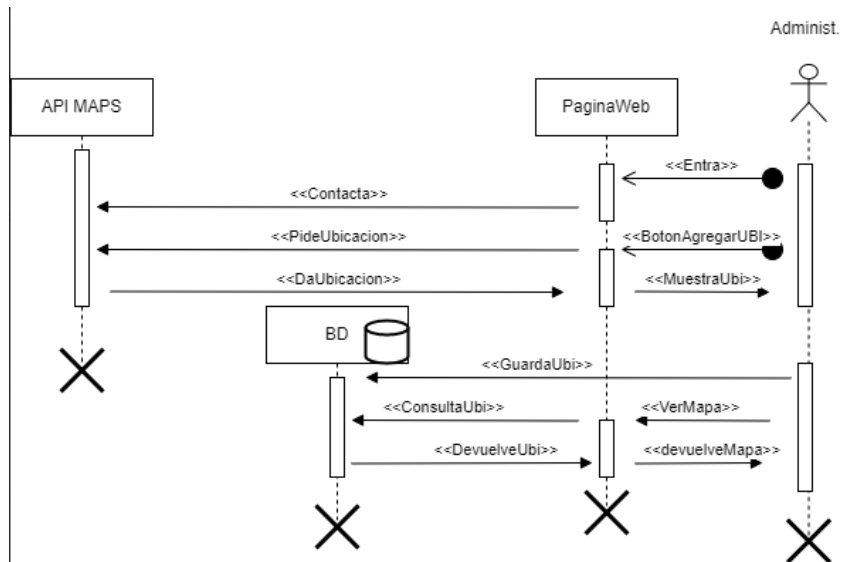 Administ.
API MAPS
PaginaWeb
<<Entra>>
<<Contacta>>
<<PideUbicacion>>
<<BotonAgregarUBI>>
<<DaUbicacion>>
<<MuestraUbi>>
BD
<<GuardaUbi>>
<<ConsultaUbi>>
<<VerMapa>>
<<DevuelveUbi>>
<<devuelveMapa>>